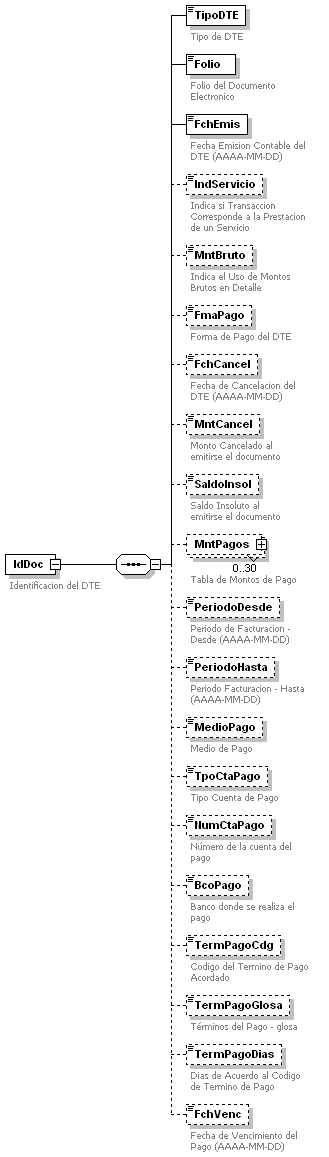 TipoDTE
Tipo de DTE
Folio
Folio del Documento
Electronico
FchEmis
Fecha Emision Contable del
DTE (AAAA-MM-DD)
IndServicio
Indica si Transaccion
Corresponde a la Prestacion
de un Servicio
MntBruto
Indica el Uso de Montos
Brutos en Detalle
FmaPago
Forma de Pago del DTE
FchCancel
Fecha de Cancelacion del
DTE (AAAA-MM-DD)
MntCancel
Monto Cancelado al
emitirse el documento
SaldoInsol
Saldo Insoluto al
emitirse el documento
IdDoc
Identificacion del DTE
MntPagos
0..30
Tabla de Montos de Pago
PeriodoDesde
Periodo de Facturacion -
Desde (AAAA-MM-DD)
PeriodoHasta
Periodo Facturacion - Hasta
(AAAA-MM-DD)
MedioPago
Medio de Pago
TpoCtaPago
Tipo Cuenta de Pago
NumCtaPago
Número de la cuenta del
pago
BcoPago
Banco donde se realiza el
pago
TermPagoCdg
Codigo del Termino de Pago
Acordado
TermPagoGlosa
Términos del Pago - glosa
TermPagoDias
Dias de Acuerdo al Codigo
de Termino de Pago
FchVenc
Fecha de Vencimiento del
Pago (AAAA-MM-DD)